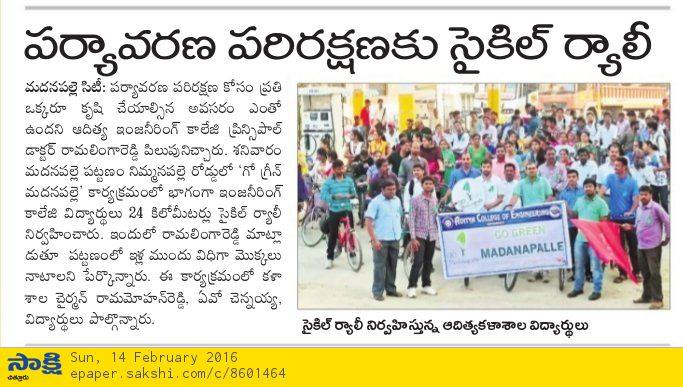 పర్యావరణ పరిరక్షణకు సైకిల్ ర్యాలీ
మదనపల్లె సిటీ: పర్యావరణ పరిరక్షణ కోసం ప్రతి
ఒక్కరూ కృషి చేయాల్సిన అవసరం ఎంతో
ఉందని ఆదిత్య ఇంజనీరింగ్ కాలేజి ప్రిన్సిపాల్
డాక్టర్ రామలింగారెడ్డి పిలుపునిచ్చారు. శనివారం
మదనపల్లె పట్టణం నిమ్మనపల్లె రోడ్డులో 'గో గ్రీన్
మదనపల్లె' కార్యక్రమంలో భాగంగా ఇంజనీరింగ్
కాలేజి విద్యార్థులు 24 కిలోమీటర్లు సైకిల్ ర్యాలీ
నిర్వహించారు. ఇందులో రామలింగారెడ్డి మాట్లా
డుతూ పట్టణంలో ఇళ్ల ముందు విధిగా మొక్కలు
నాటాలని పేర్కొన్నారు. ఈ కార్యక్రమంలో కళా
శాల చైర్మన్ రామమోహన్‌రెడ్డి, ఏవో చెన్నయ్య,
విద్యార్థులు పాల్గొన్నారు.
ADITYA COLLEGE OF ENGINEERING
GO GREEN
MADANAPALLE
సైకిల్ ర్యాలీ నిర్వహిస్తున్న ఆదిత్యకళాశాల విద్యార్థులు
సాక్షి
చిత్తూరు
Sun, 14 February 2016
epaper.sakshi.com/c/8601464